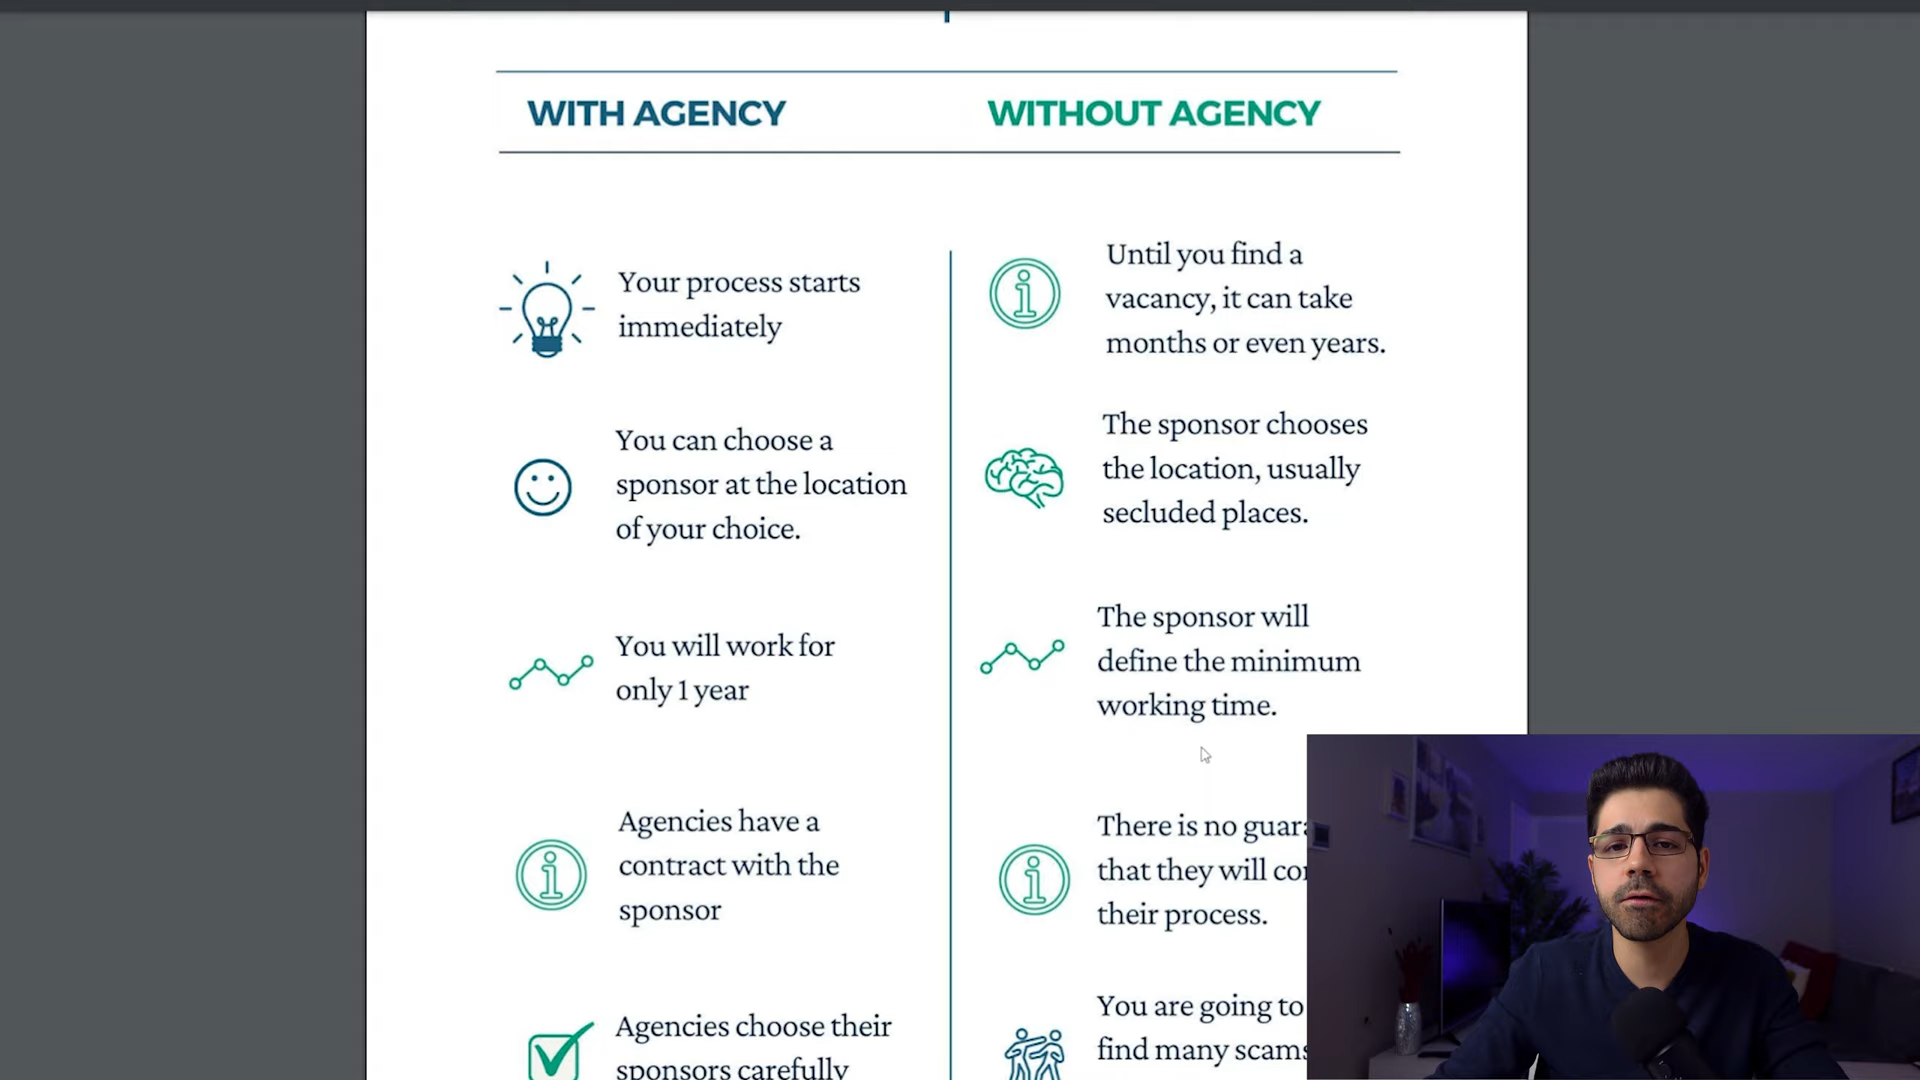 WITH AGENCY
WITHOUT AGENCY
Your process starts
immediately
Until you find a
vacancy, it can take
months or even years.
You can choose a
sponsor at the location
of your choice.
The sponsor chooses
the location, usually
secluded places.
You will work for
only 1 year
The sponsor will
define the minimum
working time.
Agencies have a
contract with the
sponsor
There is no
that they will
their process.
Agencies choose their
sponsors carefully
You are going to
find many scams